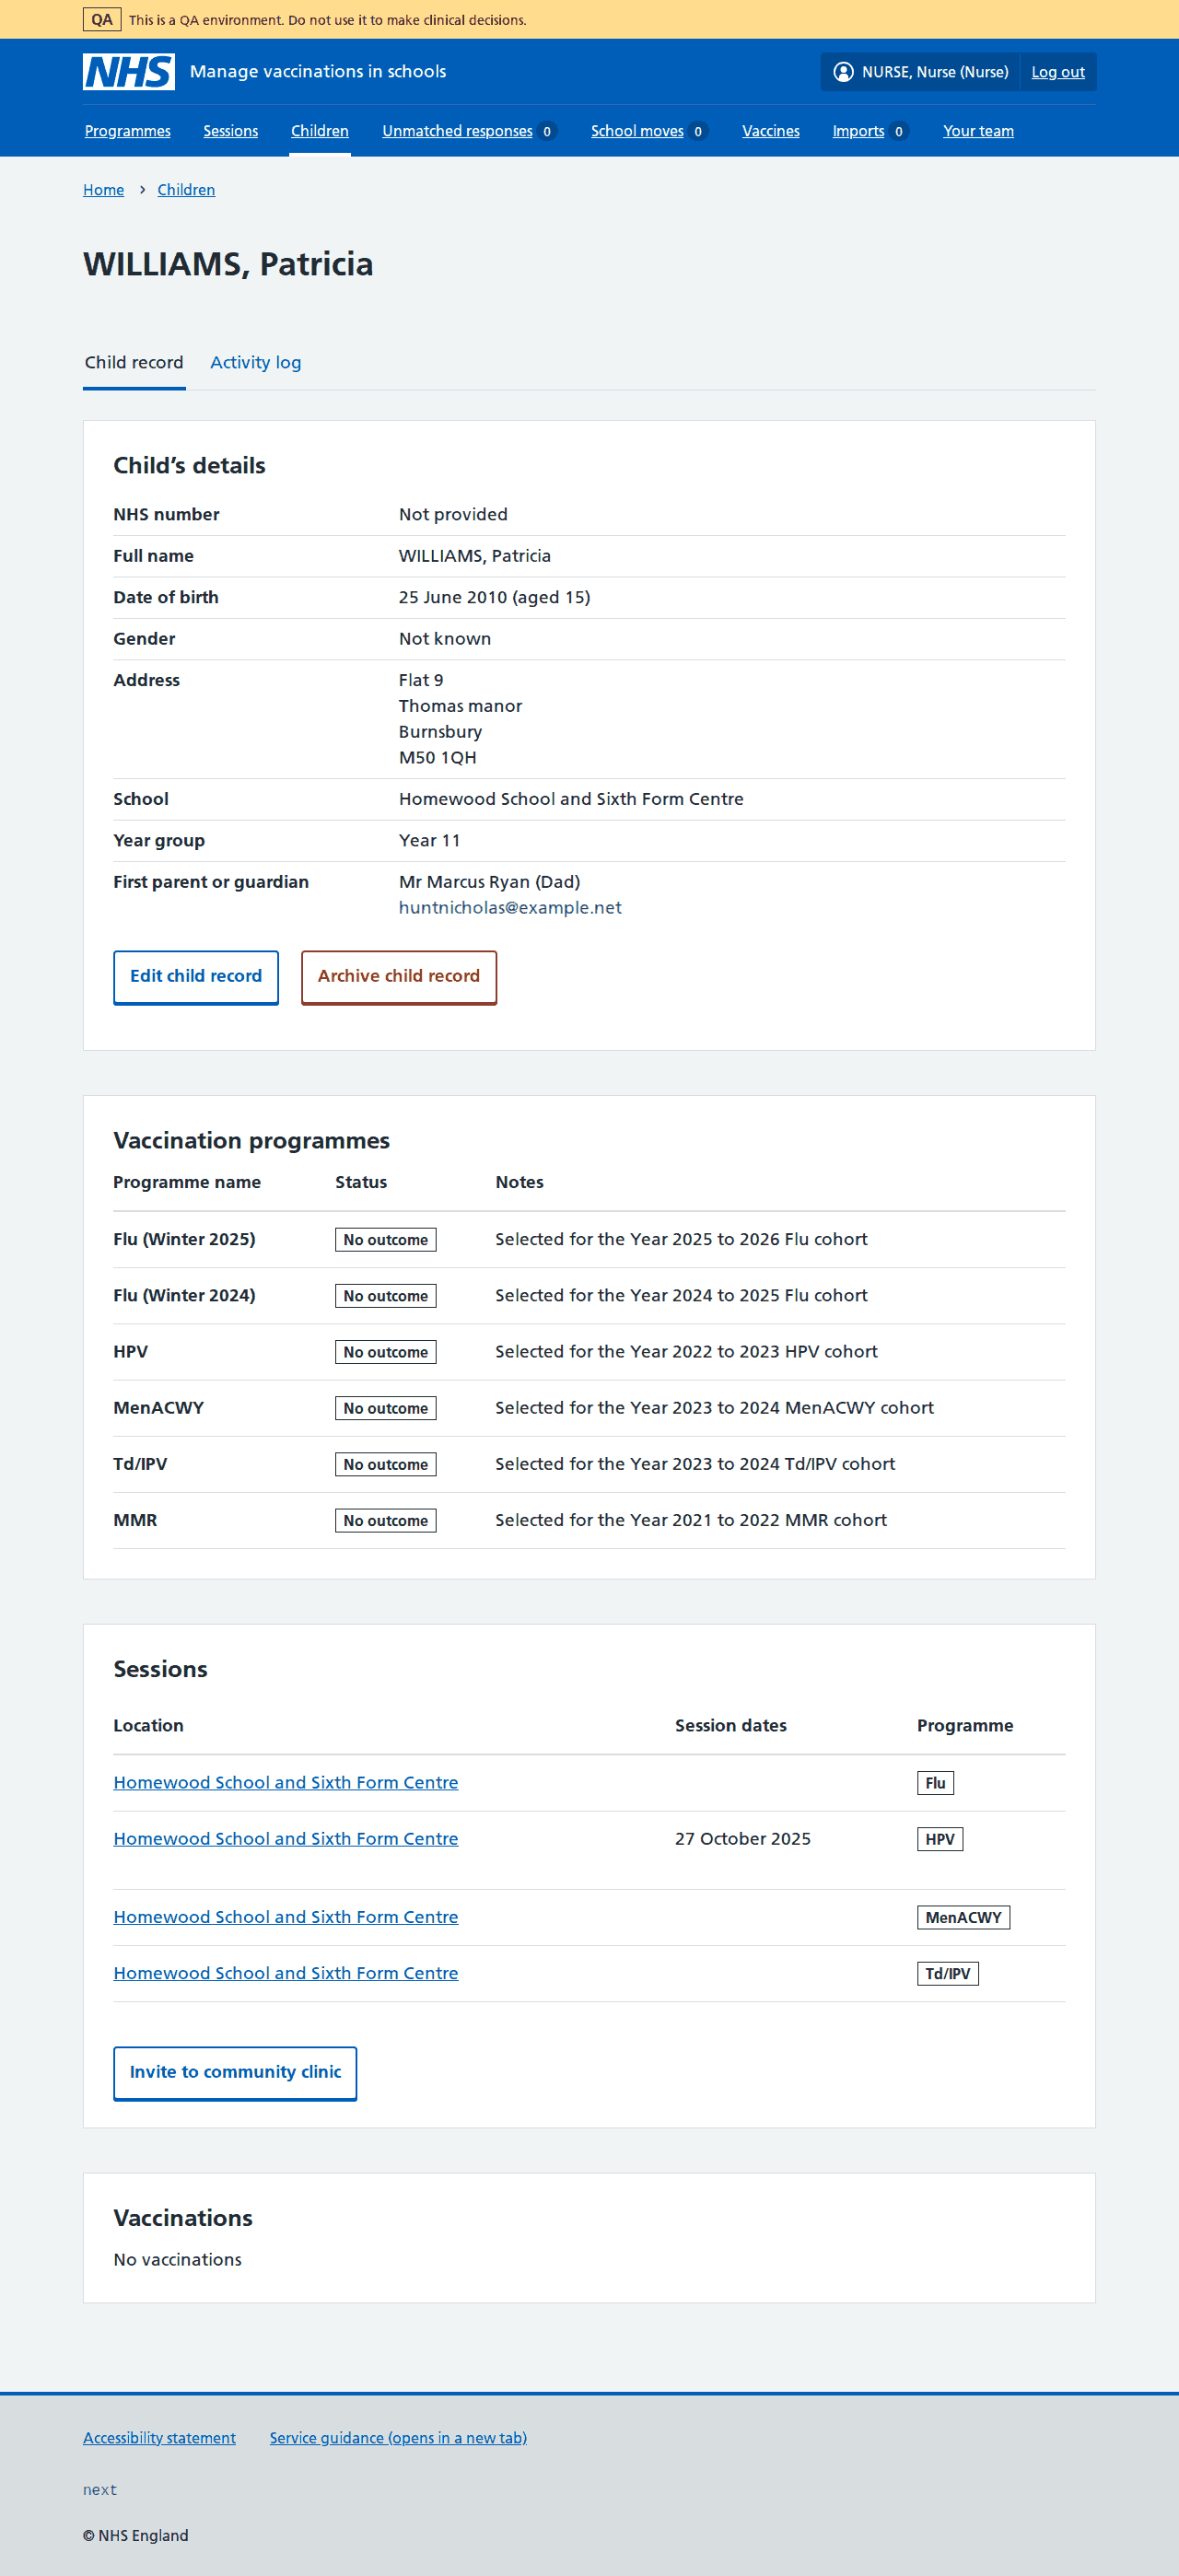 QA This is a QA environment. Do not use it to make clinical decisions.
NHS Manage vaccinations in schools NURSE, Nurse (Nurse) Log out
Programmes Sessions Children Unmatched responses 0 School moves 0 Vaccines Imports 0 Your team
Home › Children
WILLIAMS, Patricia
Child record Activity log
Child’s details
NHS number Not provided
Full name WILLIAMS, Patricia
Date of birth 25 June 2010 (aged 15)
Gender Not known
Address Flat 9
Thomas manor
Burnsbury
M50 1QH
School Homewood School and Sixth Form Centre
Year group Year 11
First parent or guardian Mr Marcus Ryan (Dad)
huntnicholas@example.net
Edit child record Archive child record
Vaccination programmes
Programme name Status Notes
Flu (Winter 2025) No outcome Selected for the Year 2025 to 2026 Flu cohort
Flu (Winter 2024) No outcome Selected for the Year 2024 to 2025 Flu cohort
HPV No outcome Selected for the Year 2022 to 2023 HPV cohort
MenACWY No outcome Selected for the Year 2023 to 2024 MenACWY cohort
Td/IPV No outcome Selected for the Year 2023 to 2024 Td/IPV cohort
MMR No outcome Selected for the Year 2021 to 2022 MMR cohort
Sessions
Location Session dates Programme
Homewood School and Sixth Form Centre Flu
Homewood School and Sixth Form Centre 27 October 2025 HPV
Homewood School and Sixth Form Centre MenACWY
Homewood School and Sixth Form Centre Td/IPV
Invite to community clinic
Vaccinations
No vaccinations
Accessibility statement Service guidance (opens in a new tab)
next
© NHS England